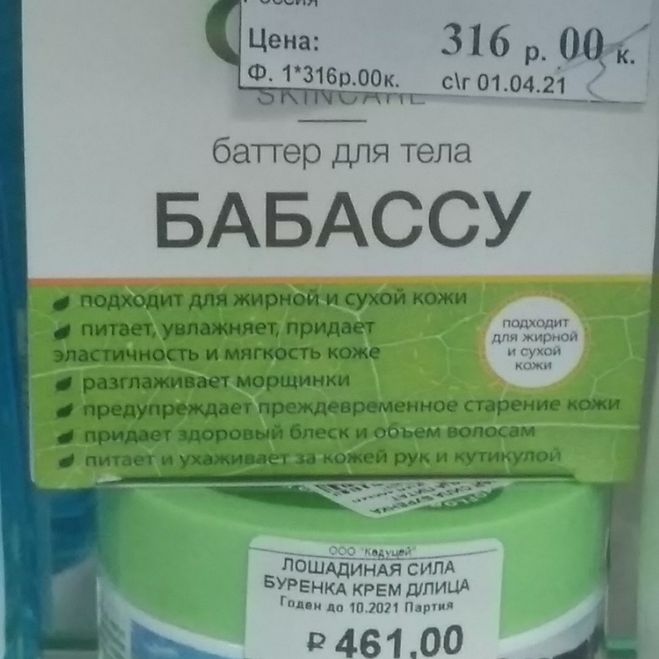 Россия
Цена: 316 р. 00 к.
Ф. 1*316р.00к. с\г 01.04.21
SKINCARE
баттер для тела
БАБАССУ
подходит для жирной и сухой кожи
питает, увлажняет, придает
эластичность и мягкость коже
разглаживает морщинки
предупреждает преждевременное старение кожи
придает здоровый блеск и объем волосам
питает и ухаживает за кожей рук и кутикулой
подходит
для жирной
и сухой
кожи
ООО "Кадуцей"
ЛОШАДИНАЯ СИЛА
БУРЕНКА КРЕМ Д/ЛИЦА
Годен до 10.2021 Партия
₽ 461,00